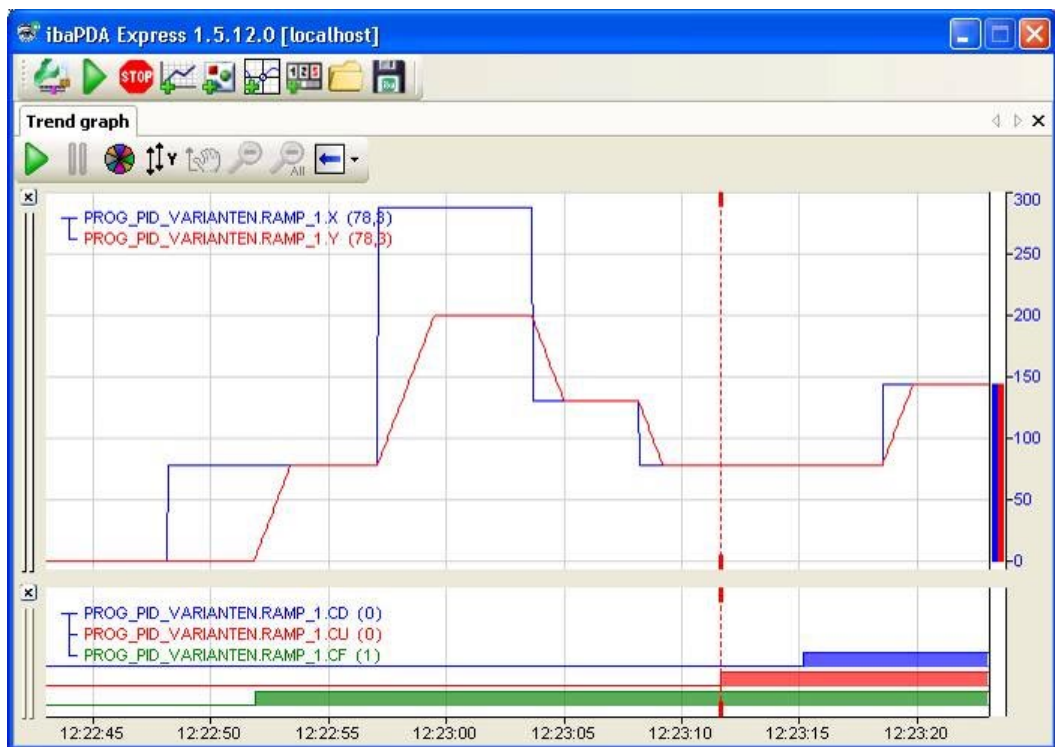 ibaPDA Express 1.5.12.0 [localhost]
STOP
Trend graph
Y
All
PROG_PID_VARIANTEN.RAMP_1.X (78,3)
PROG_PID_VARIANTEN.RAMP_1.Y (78,3)
300
250
200
150
100
50
0
PROG_PID_VARIANTEN.RAMP_1.CD (0)
PROG_PID_VARIANTEN.RAMP_1.CU (0)
PROG_PID_VARIANTEN.RAMP_1.CF (1)
12:22:45 12:22:50 12:22:55 12:23:00 12:23:05 12:23:10 12:23:15 12:23:20